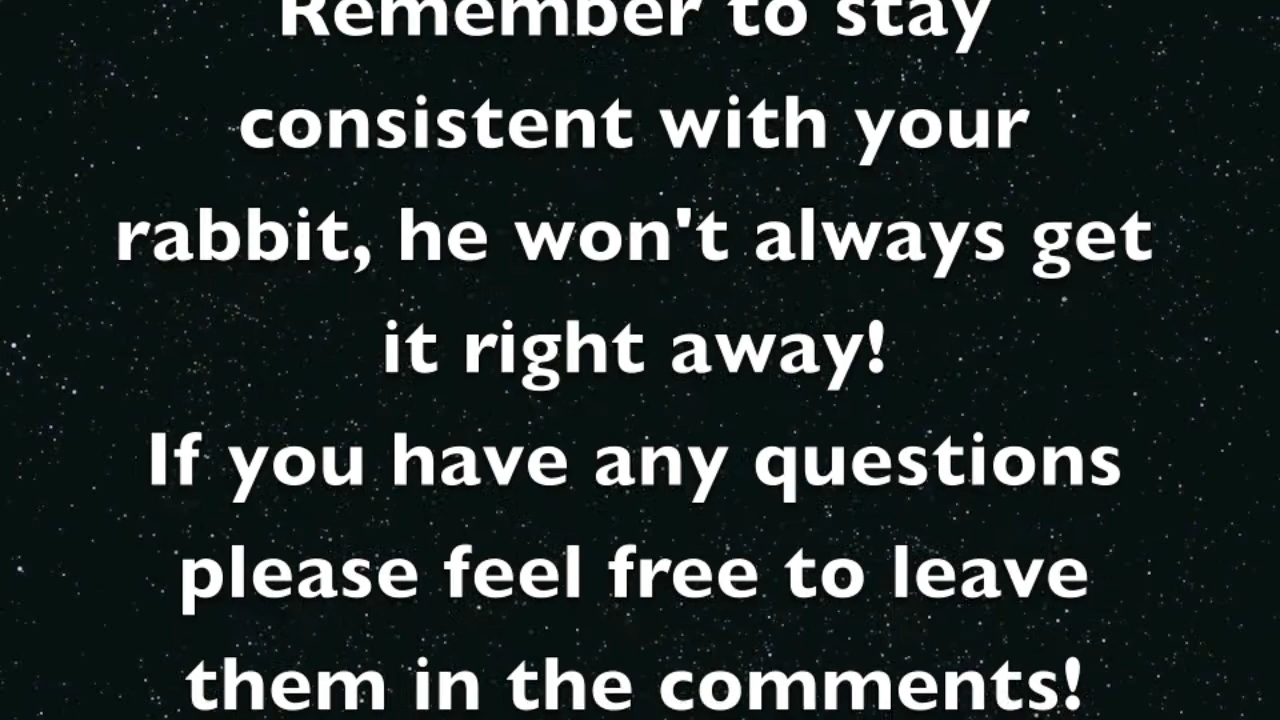 Remember to stay
consistent with your
rabbit, he won't always get
it right away!
If you have any questions
please feel free to leave
them in the comments!